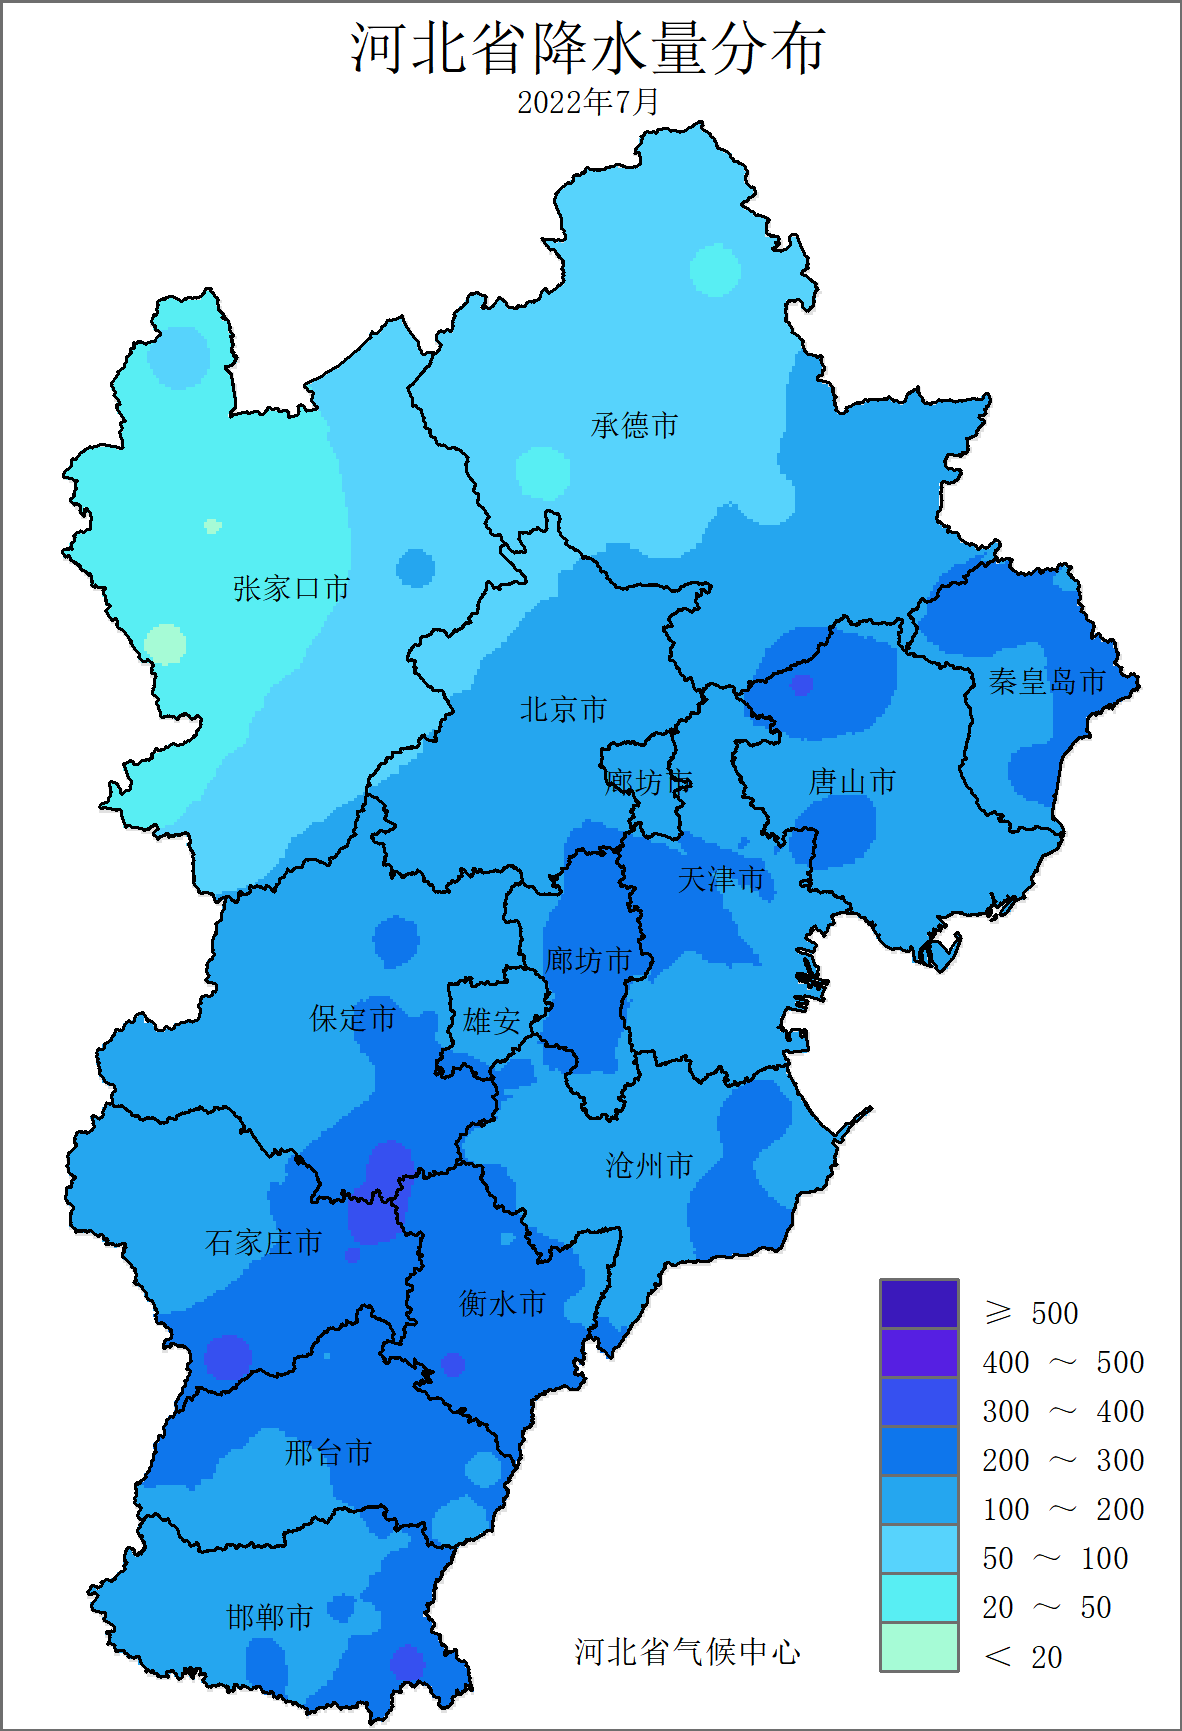 河北省降水量分布
2022年7月
承德市
张家口市
北京市
秦皇岛市
廊坊市
唐山市
天津市
廊坊市
保定市
雄安
沧州市
石家庄市
衡水市
邢台市
邯郸市
≥ 500
400 ～ 500
300 ～ 400
200 ～ 300
100 ～ 200
50 ～ 100
20 ～ 50
< 20
河北省气候中心